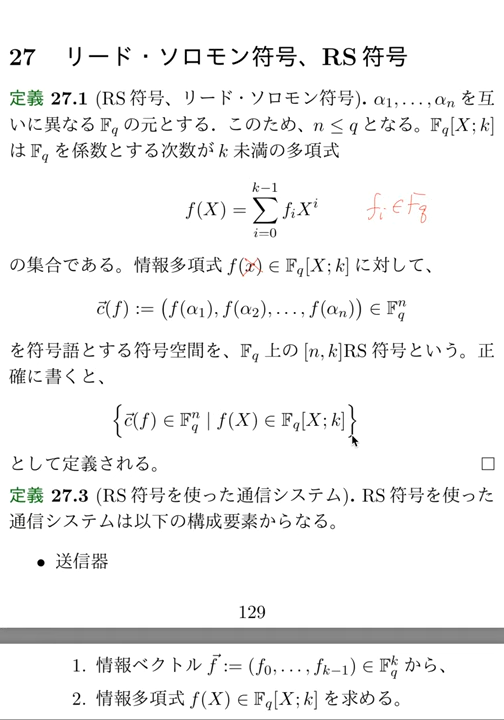 27 リード・ソロモン符号、RS 符号
定義 27.1 (RS 符号、リード・ソロモン符号). α₁, . . . , αₙ を互
いに異なる 𝔽_q の元とする．このため、n ≤ q となる。𝔽_q[X; k]
は 𝔽_q を係数とする次数が k 未満の多項式
f(X) = ∑_{i=0}^{k−1} f_i X^i f_i ∈ F_q
の集合である。情報多項式 f(x) ∈ 𝔽_q[X; k] に対して、
c⃗(f) := (f(α₁), f(α₂), . . . , f(αₙ)) ∈ 𝔽_q^n
を符号語とする符号空間を、𝔽_q 上の [n, k]RS 符号という。正
確に書くと、
{c⃗(f) ∈ 𝔽_q^n | f(X) ∈ 𝔽_q[X; k]}
として定義される。 □
定義 27.3 (RS 符号を使った通信システム). RS 符号を使った
通信システムは以下の構成要素からなる。
• 送信器
129
1. 情報ベクトル f⃗ := (f₀, . . . , f_{k−1}) ∈ 𝔽_q^k から、
2. 情報多項式 f(X) ∈ 𝔽_q[X; k] を求める。